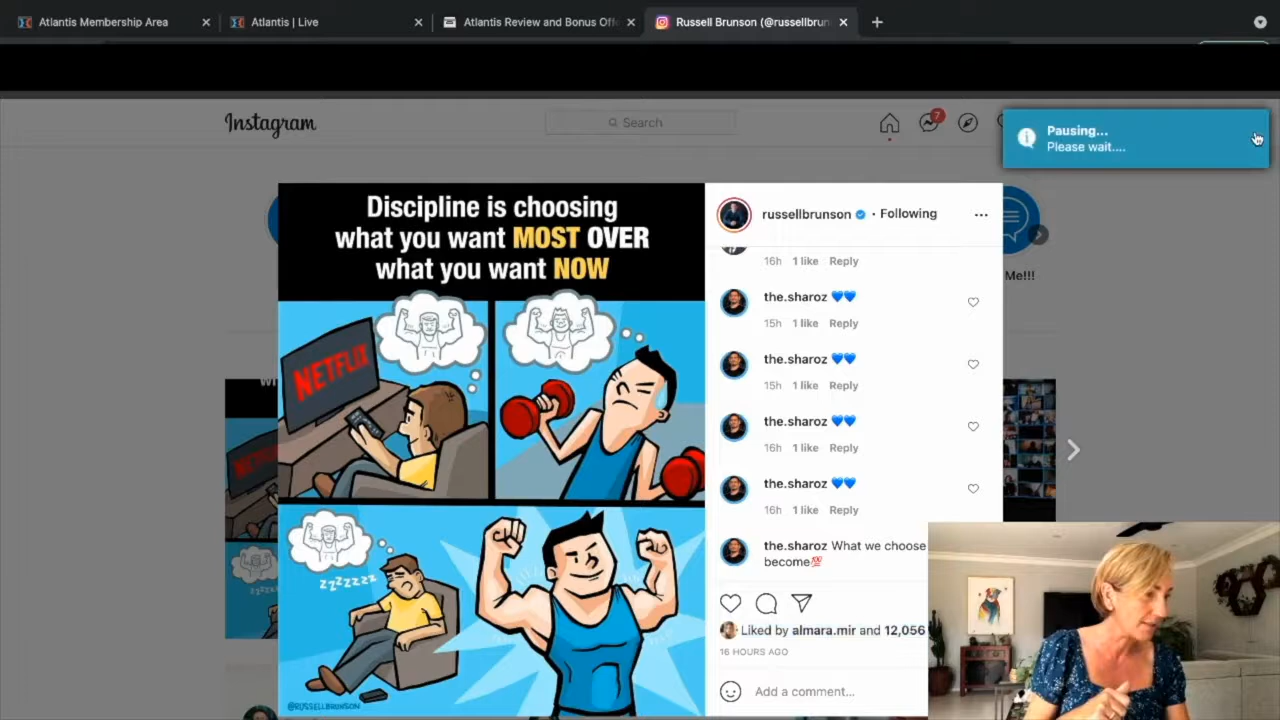 Atlantis Membership Area
Atlantis | Live
Atlantis Review and Bonus Off
Russell Brunson (@russellbrun
Instagram
Search
7
Pausing...
Please wait....
Discipline is choosing
what you want MOST OVER
what you want NOW
NETFLIX
zzzzzzz
@RUSSELLBRUNSON
russellbrunson • Following
16h 1 like Reply
the.sharoz 💙💙
15h 1 like Reply
the.sharoz 💙💙
15h 1 like Reply
the.sharoz 💙💙
16h 1 like Reply
the.sharoz 💙💙
16h 1 like Reply
the.sharoz What we choose
become💯
Liked by almara.mir and 12,056
16 HOURS AGO
Add a comment...
Me!!!